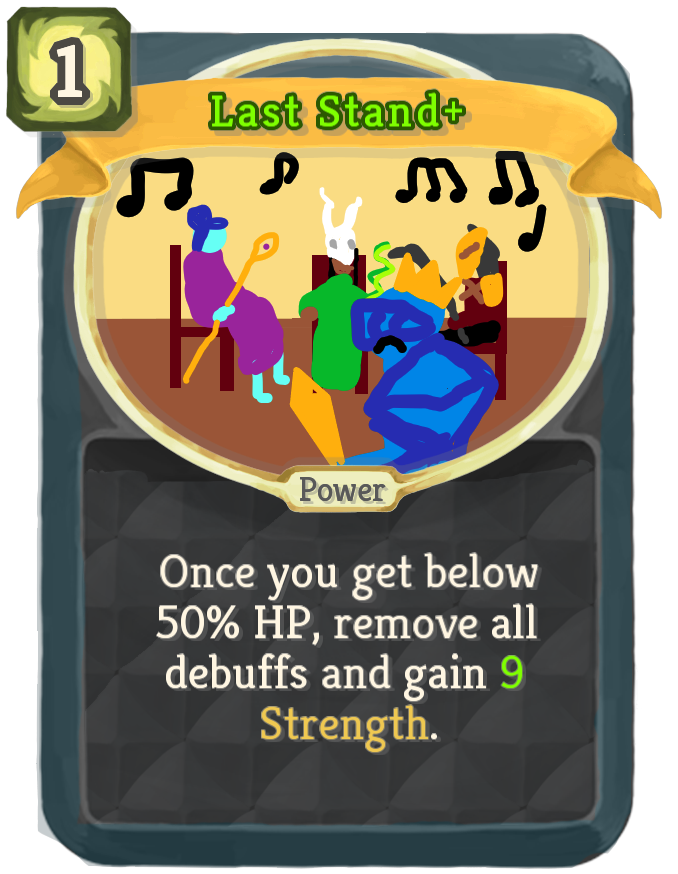 1
Last Stand+
Power
Once you get below
50% HP, remove all
debuffs and gain 9
Strength.